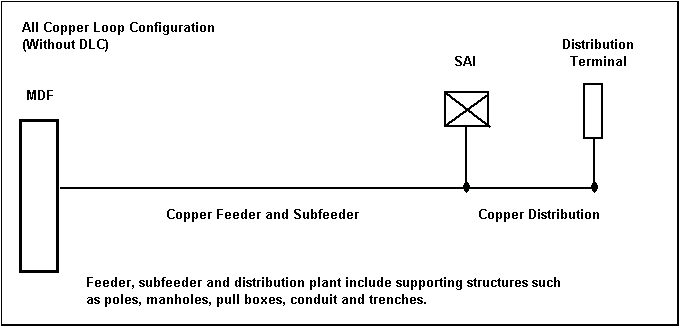 All Copper Loop Configuration
(Without DLC)
Distribution
Terminal
SAI
MDF
Copper Feeder and Subfeeder
Copper Distribution
Feeder, subfeeder and distribution plant include supporting structures such
as poles, manholes, pull boxes, conduit and trenches.